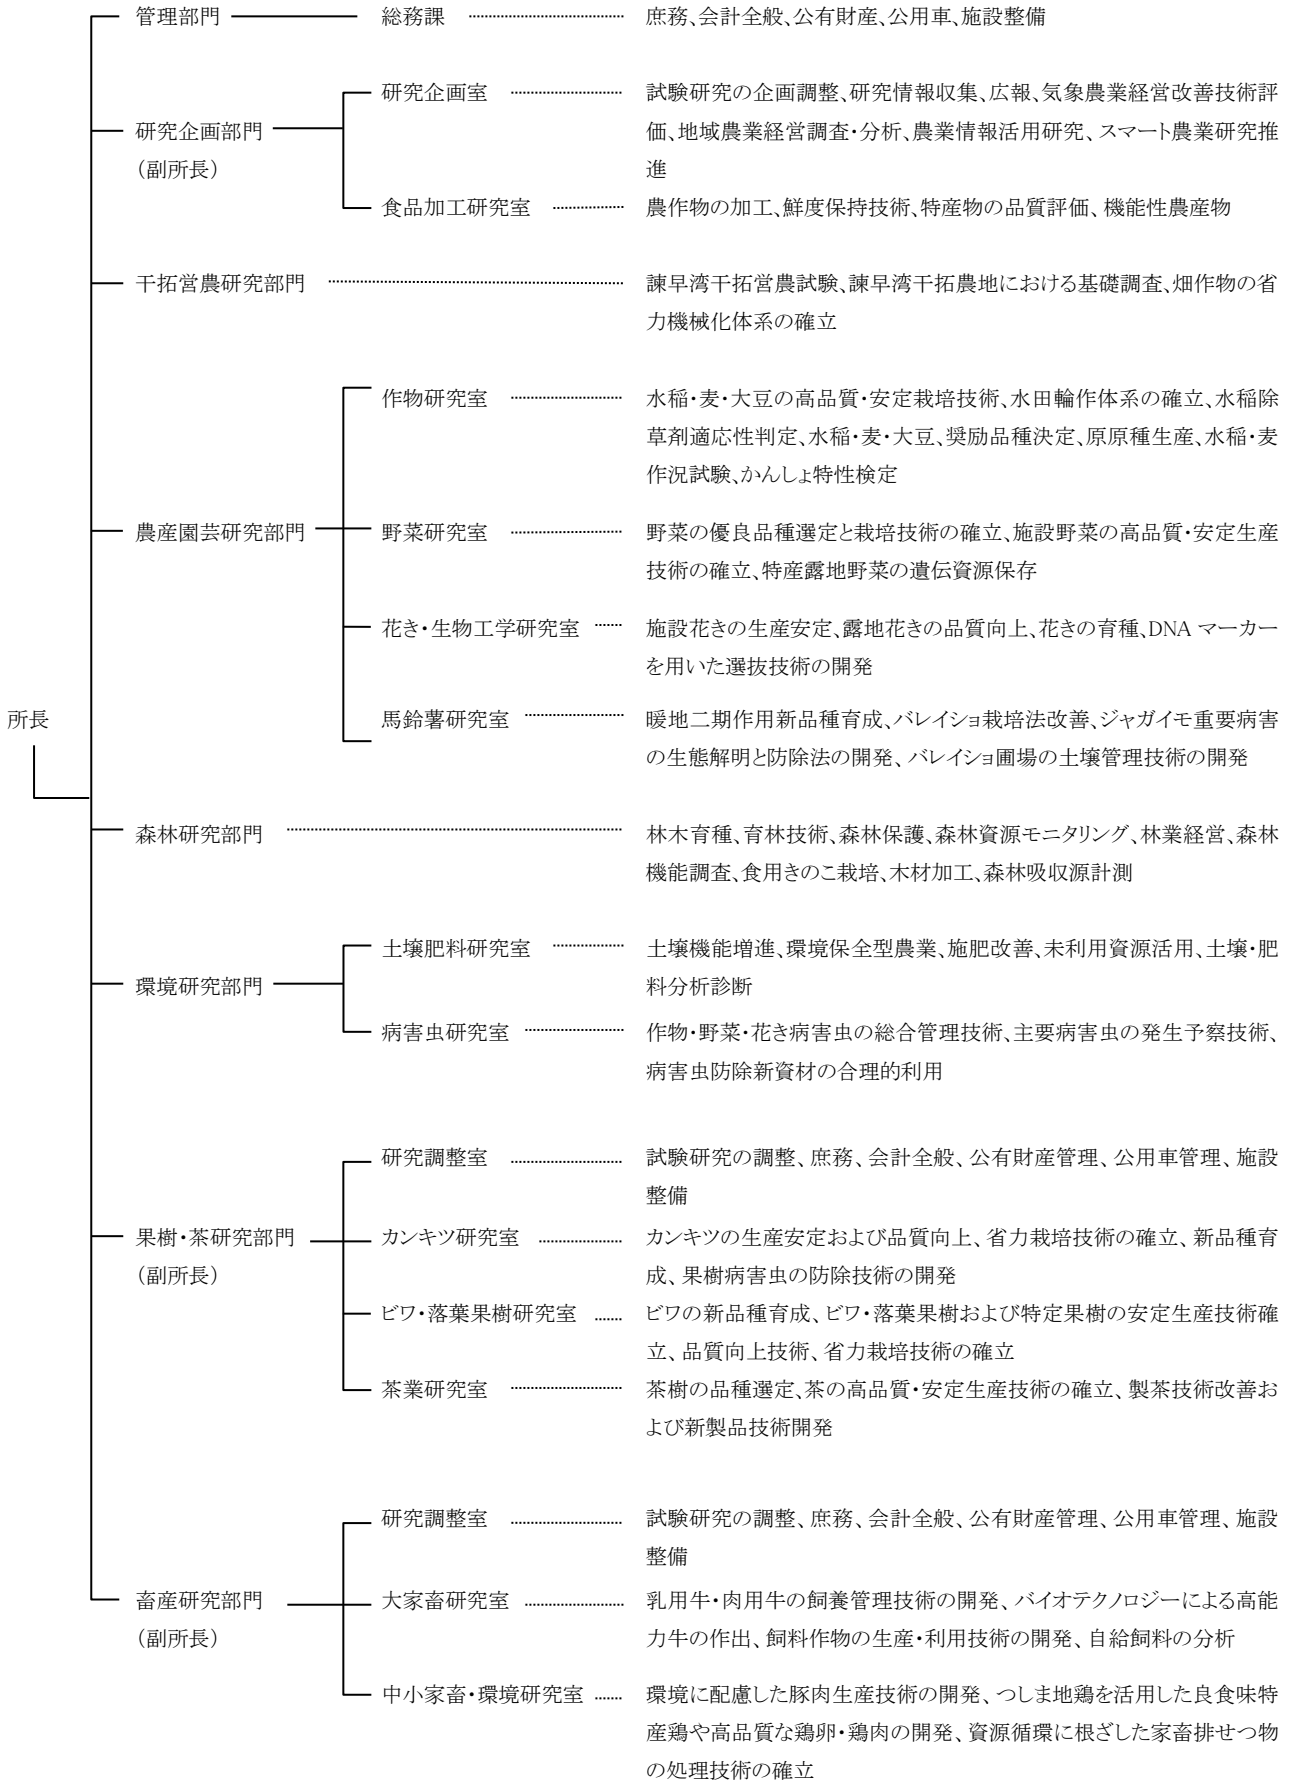 管理部門 総務課 庶務、会計全般、公有財産、公用車、施設整備
研究企画室 試験研究の企画調整、研究情報収集、広報、気象農業経営改善技術評
研究企画部門 価、地域農業経営調査・分析、農業情報活用研究、スマート農業研究推
（副所長） 進
食品加工研究室 農作物の加工、鮮度保持技術、特産物の品質評価、機能性農産物
干拓営農研究部門 諫早湾干拓営農試験、諫早湾干拓農地における基礎調査、畑作物の省
力機械化体系の確立
作物研究室 水稲・麦・大豆の高品質・安定栽培技術、水田輪作体系の確立、水稲除
草剤適応性判定、水稲・麦・大豆、奨励品種決定、原原種生産、水稲・麦
作況試験、かんしょ特性検定
農産園芸研究部門 野菜研究室 野菜の優良品種選定と栽培技術の確立、施設野菜の高品質・安定生産
技術の確立、特産露地野菜の遺伝資源保存
花き・生物工学研究室 施設花きの生産安定、露地花きの品質向上、花きの育種、DNA マーカー
を用いた選抜技術の開発
所長 馬鈴薯研究室 暖地二期作用新品種育成、バレイショ栽培法改善、ジャガイモ重要病害
の生態解明と防除法の開発、バレイショ圃場の土壌管理技術の開発
森林研究部門 林木育種、育林技術、森林保護、森林資源モニタリング、林業経営、森林
機能調査、食用きのこ栽培、木材加工、森林吸収源計測
土壌肥料研究室 土壌機能増進、環境保全型農業、施肥改善、未利用資源活用、土壌・肥
環境研究部門 料分析診断
病害虫研究室 作物・野菜・花き病害虫の総合管理技術、主要病害虫の発生予察技術、
病害虫防除新資材の合理的利用
研究調整室 試験研究の調整、庶務、会計全般、公有財産管理、公用車管理、施設
整備
果樹・茶研究部門 カンキツ研究室 カンキツの生産安定および品質向上、省力栽培技術の確立、新品種育
（副所長） 成、果樹病害虫の防除技術の開発
ビワ・落葉果樹研究室 ビワの新品種育成、ビワ・落葉果樹および特定果樹の安定生産技術確
立、品質向上技術、省力栽培技術の確立
茶業研究室 茶樹の品種選定、茶の高品質・安定生産技術の確立、製茶技術改善お
よび新製品技術開発
研究調整室 試験研究の調整、庶務、会計全般、公有財産管理、公用車管理、施設
整備
畜産研究部門 大家畜研究室 乳用牛・肉用牛の飼養管理技術の開発、バイオテクノロジーによる高能
（副所長） 力牛の作出、飼料作物の生産・利用技術の開発、自給飼料の分析
中小家畜・環境研究室 環境に配慮した豚肉生産技術の開発、つしま地鶏を活用した良食味特
産鶏や高品質な鶏卵・鶏肉の開発、資源循環に根ざした家畜排せつ物
の処理技術の確立